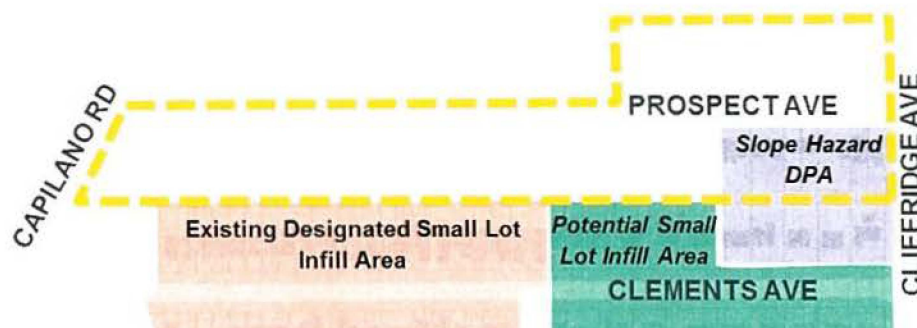 CAPILANO RD
PROSPECT AVE
Slope Hazard
DPA
CLIFFRIDGE AVE
Existing Designated Small Lot
Infill Area
Potential Small
Lot Infill Area
CLEMENTS AVE